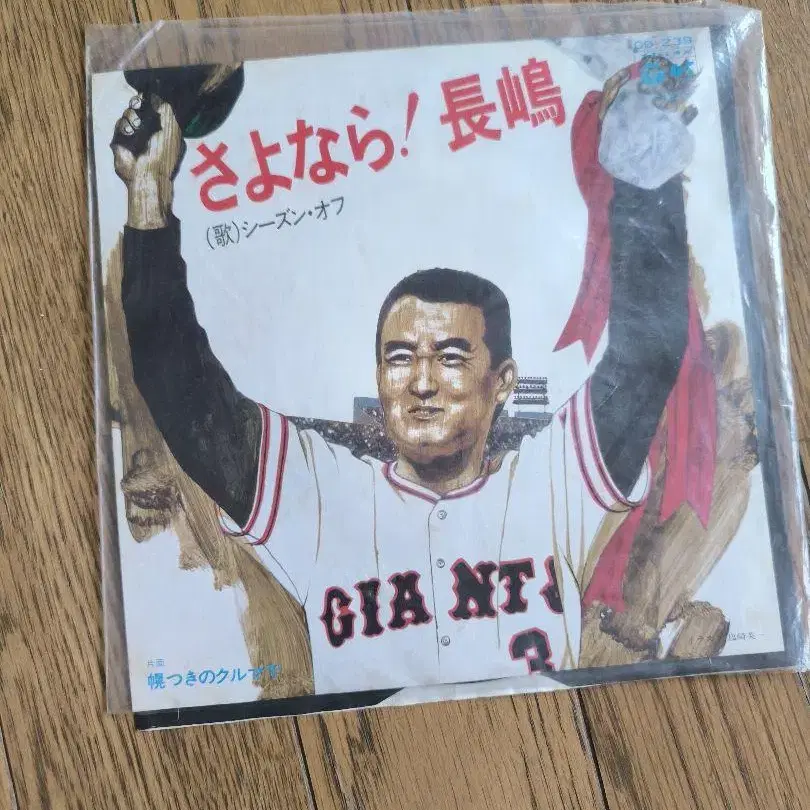 さよなら!長嶋
(歌)シーズン・オフ
GIANTS
3
片面
幌つきのクルマで